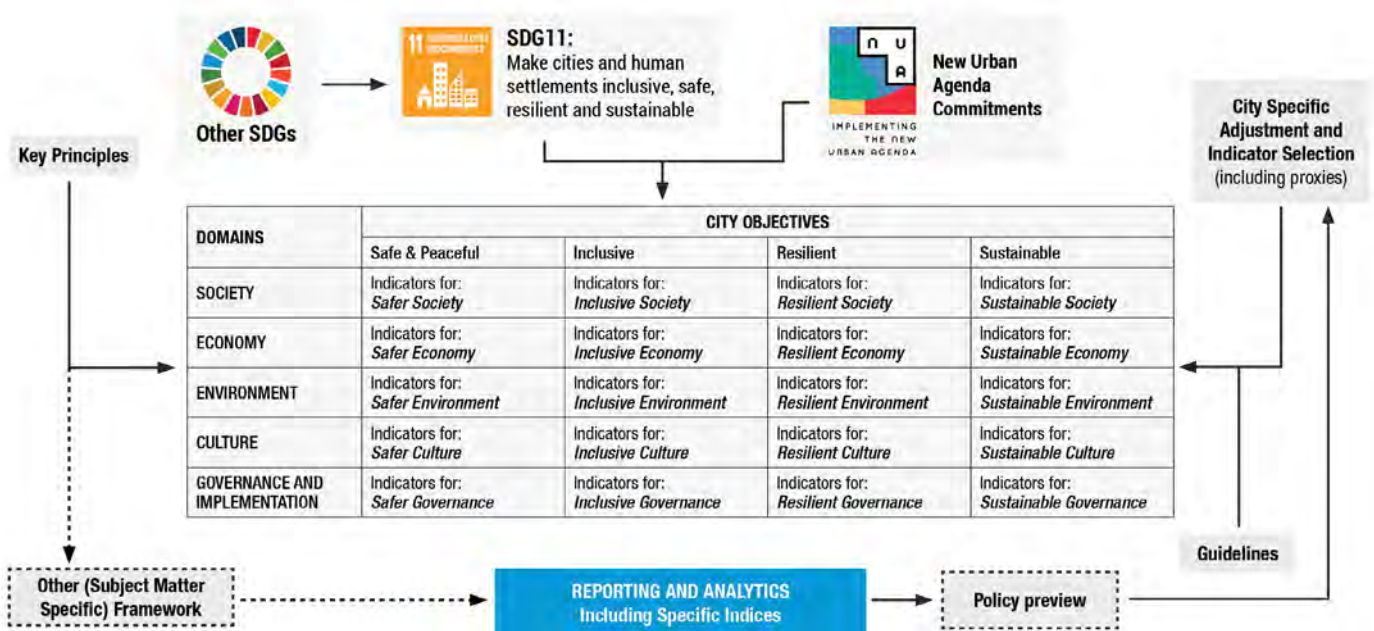 11 SUSTAINABLE CITIES
AND COMMUNITIES
SDG11:
Make cities and human
settlements inclusive, safe,
resilient and sustainable
Other SDGs
N U
A
IMPLEMENTING
THE NEW
URBAN AGENDA
New Urban
Agenda
Commitments
City Specific
Adjustment and
Indicator Selection
(including proxies)
Key Principles
DOMAINS
CITY OBJECTIVES
Safe & Peaceful
Inclusive
Resilient
Sustainable
SOCIETY
Indicators for:
Safer Society
Indicators for:
Inclusive Society
Indicators for:
Resilient Society
Indicators for:
Sustainable Society
ECONOMY
Indicators for:
Safer Economy
Indicators for:
Inclusive Economy
Indicators for:
Resilient Economy
Indicators for:
Sustainable Economy
ENVIRONMENT
Indicators for:
Safer Environment
Indicators for:
Inclusive Environment
Indicators for:
Resilient Environment
Indicators for:
Sustainable Environment
CULTURE
Indicators for:
Safer Culture
Indicators for:
Inclusive Culture
Indicators for:
Resilient Culture
Indicators for:
Sustainable Culture
GOVERNANCE AND
IMPLEMENTATION
Indicators for:
Safer Governance
Indicators for:
Inclusive Governance
Indicators for:
Resilient Governance
Indicators for:
Sustainable Governance
Guidelines
Other (Subject Matter
Specific) Framework
REPORTING AND ANALYTICS
Including Specific Indices
Policy preview